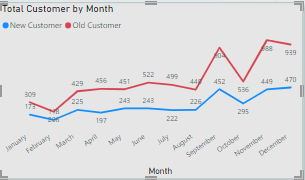 Total Customer by Month
New Customer Old Customer
309
173
206
429
225
456
197
451
243
522
243
499
222
448
226
804
452
536
295
988
449
939
470
January
February
March
April
May
June
July
August
September
October
November
December
Month